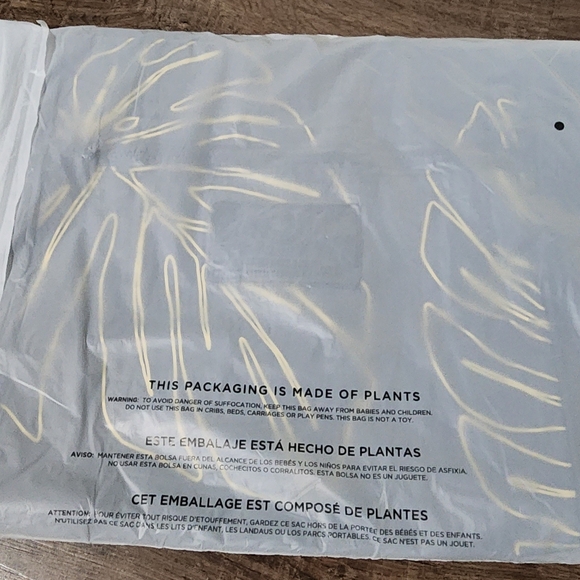 THIS PACKAGING IS MADE OF PLANTS
WARNING: TO AVOID DANGER OF SUFFOCATION, KEEP THIS BAG AWAY FROM BABIES AND CHILDREN.
DO NOT USE THIS BAG IN CRIBS, BEDS, CARRIAGES OR PLAY PENS. THIS BAG IS NOT A TOY.
ESTE EMBALAJE ESTÁ HECHO DE PLANTAS
AVISO: MANTENER ESTA BOLSA FUERA DEL ALCANCE DE LOS BEBÉS Y LOS NIÑOS PARA EVITAR EL RIESGO DE ASFIXIA.
NO USAR ESTA BOLSA EN CUNAS, COCHECITOS O CORRALITOS. ESTA BOLSA NO ES UN JUGUETE.
CET EMBALLAGE EST COMPOSÉ DE PLANTES
ATTENTION: POUR ÉVITER TOUT RISQUE D'ETOUFFEMENT, GARDEZ CE SAC HORS DE LA PORTÉE DES BÉBÉS ET DES ENFANTS.
N'UTILISEZ PAS CE SAC DANS LES LITS D'ENFANT, LES LANDAUS OU LOS PARCS PORTABLES. CE SAC N'EST PAS UN JOUET.